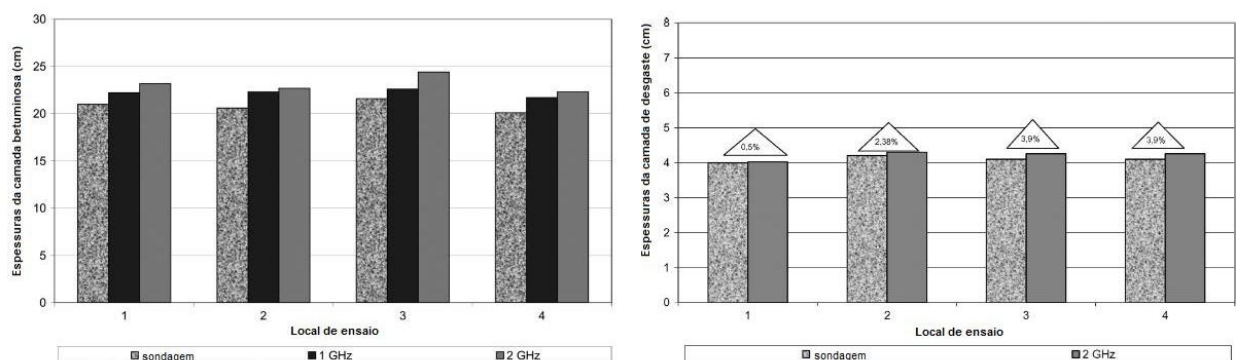 Espessuras da camada betuminosa (cm)
30
25
20
15
10
5
0
1 2 3 4
Local de ensaio
sondagem 1 GHz 2 GHz
Espessuras da camada de desgaste (cm)
8
7
6
5
4
3
2
1
0
0,5% 2,38% 3,9% 3,9%
1 2 3 4
Local de ensaio
sondagem 2 GHz